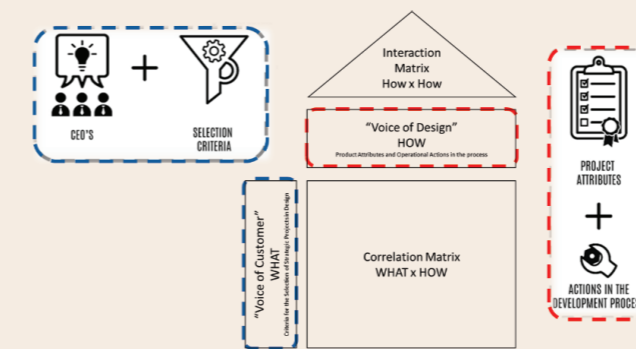 CEO'S
SELECTION
CRITERIA
Interaction
Matrix
How x How
"Voice of Design"
HOW
Product Attributes and Operational Actions in the process
"Voice of Customer"
WHAT
Criteria for the Selection of Strategic Projects in Design
Correlation Matrix
WHAT x HOW
PROJECT
ATTRIBUTES
ACTIONS IN THE
DEVELOPMENT PROCES